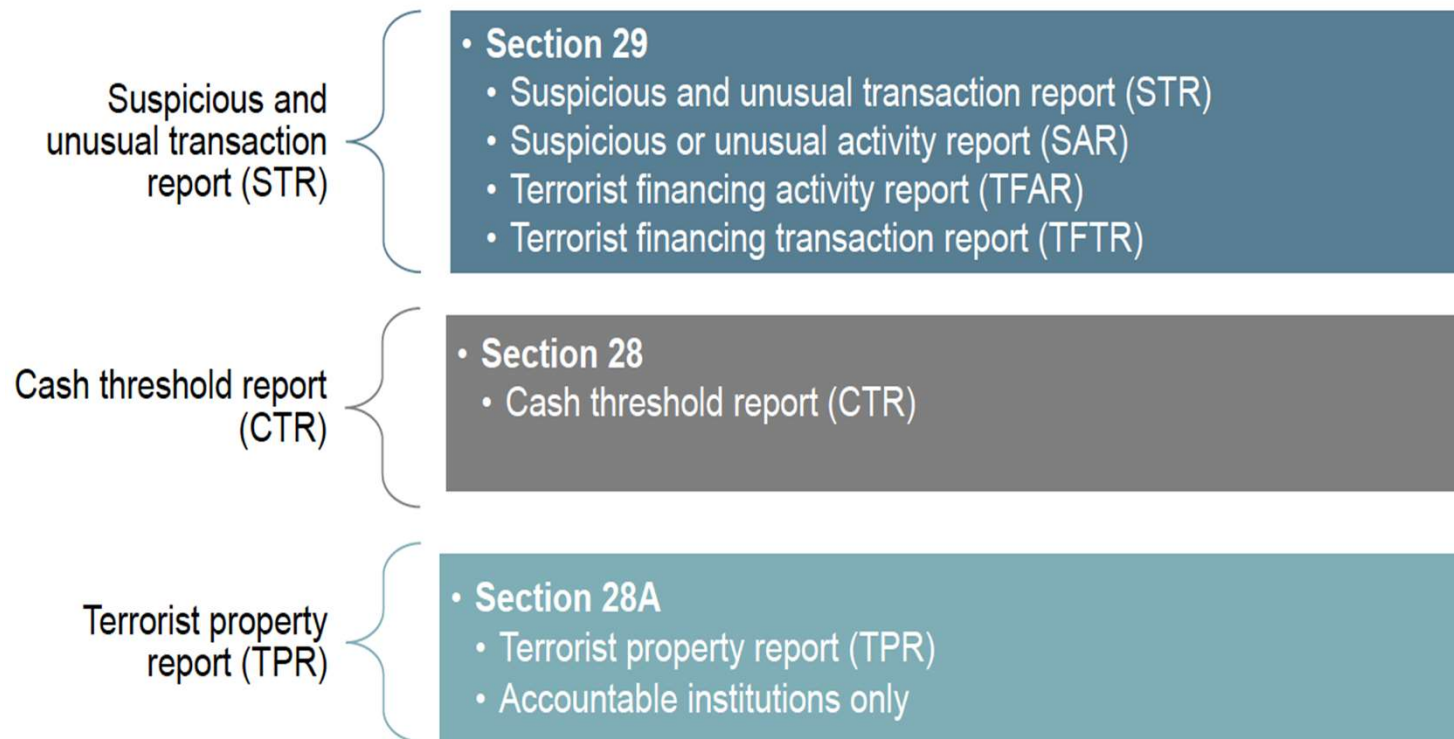 Suspicious and
unusual transaction
report (STR)
• Section 29
• Suspicious and unusual transaction report (STR)
• Suspicious or unusual activity report (SAR)
• Terrorist financing activity report (TFAR)
• Terrorist financing transaction report (TFTR)
Cash threshold report
(CTR)
• Section 28
• Cash threshold report (CTR)
Terrorist property
report (TPR)
• Section 28A
• Terrorist property report (TPR)
• Accountable institutions only